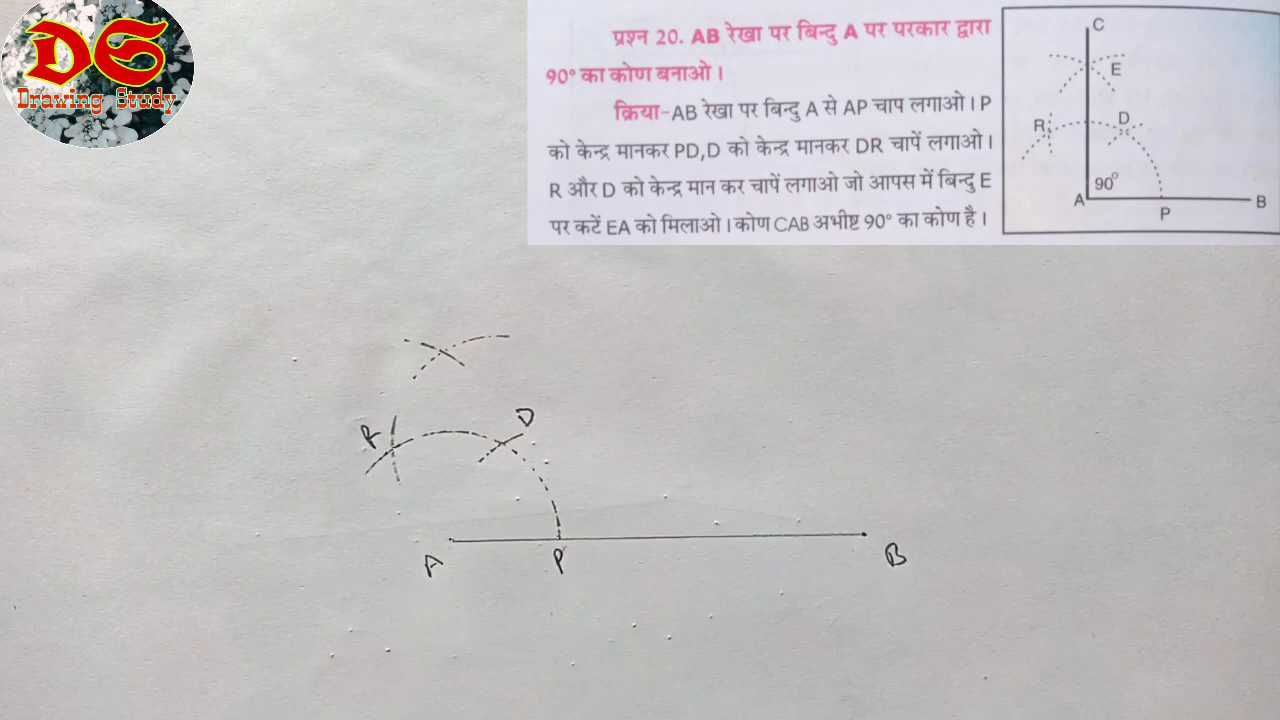 DS
Drawing Study
प्रश्न 20. AB रेखा पर बिन्दु A पर परकार द्वारा
90° का कोण बनाओ ।
क्रिया-AB रेखा पर बिन्दु A से AP चाप लगाओ । P
को केन्द्र मानकर PD,D को केन्द्र मानकर DR चापें लगाओ ।
R और D को केन्द्र मान कर चापें लगाओ जो आपस में बिन्दु E
पर कटें EA को मिलाओ । कोण CAB अभीष्ट 90° का कोण है ।
C
E
R
D
90°
A
P
B
R
D
A
P
B